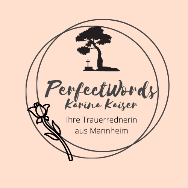 PerfectWords
Karina Kaiser
Ihre Trauerrednerin
aus Mannheim